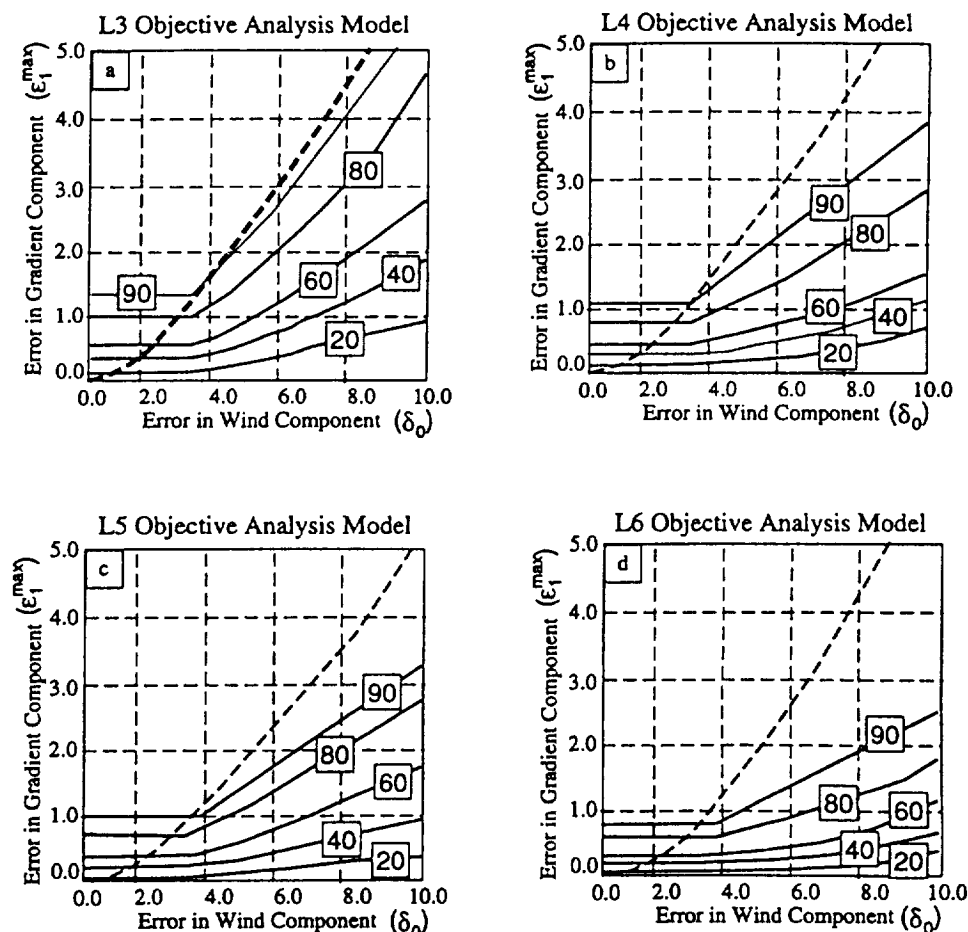 L3 Objective Analysis Model
a
Error in Gradient Component (ε₁ᵐᵃˣ)
5.0
4.0
3.0
2.0
1.0
0.0
90
80
60
40
20
0.0 2.0 4.0 6.0 8.0 10.0
Error in Wind Component (δ₀)
L4 Objective Analysis Model
b
Error in Gradient Component (ε₁ᵐᵃˣ)
5.0
4.0
3.0
2.0
1.0
0.0
90
80
60
40
20
0.0 2.0 4.0 6.0 8.0 10.0
Error in Wind Component (δ₀)
L5 Objective Analysis Model
c
Error in Gradient Component (ε₁ᵐᵃˣ)
5.0
4.0
3.0
2.0
1.0
0.0
90
80
60
40
20
0.0 2.0 4.0 6.0 8.0 10.0
Error in Wind Component (δ₀)
L6 Objective Analysis Model
d
Error in Gradient Component (ε₁ᵐᵃˣ)
5.0
4.0
3.0
2.0
1.0
0.0
90
80
60
40
20
0.0 2.0 4.0 6.0 8.0 10.0
Error in Wind Component (δ₀)